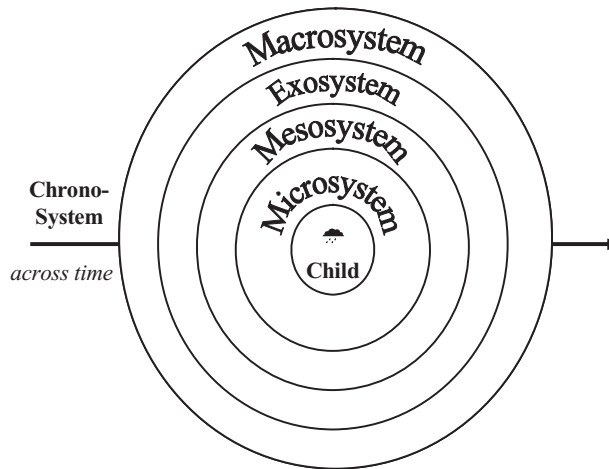 Macrosystem
Exosystem
Mesosystem
Microsystem
Chrono-
System
across time
Child